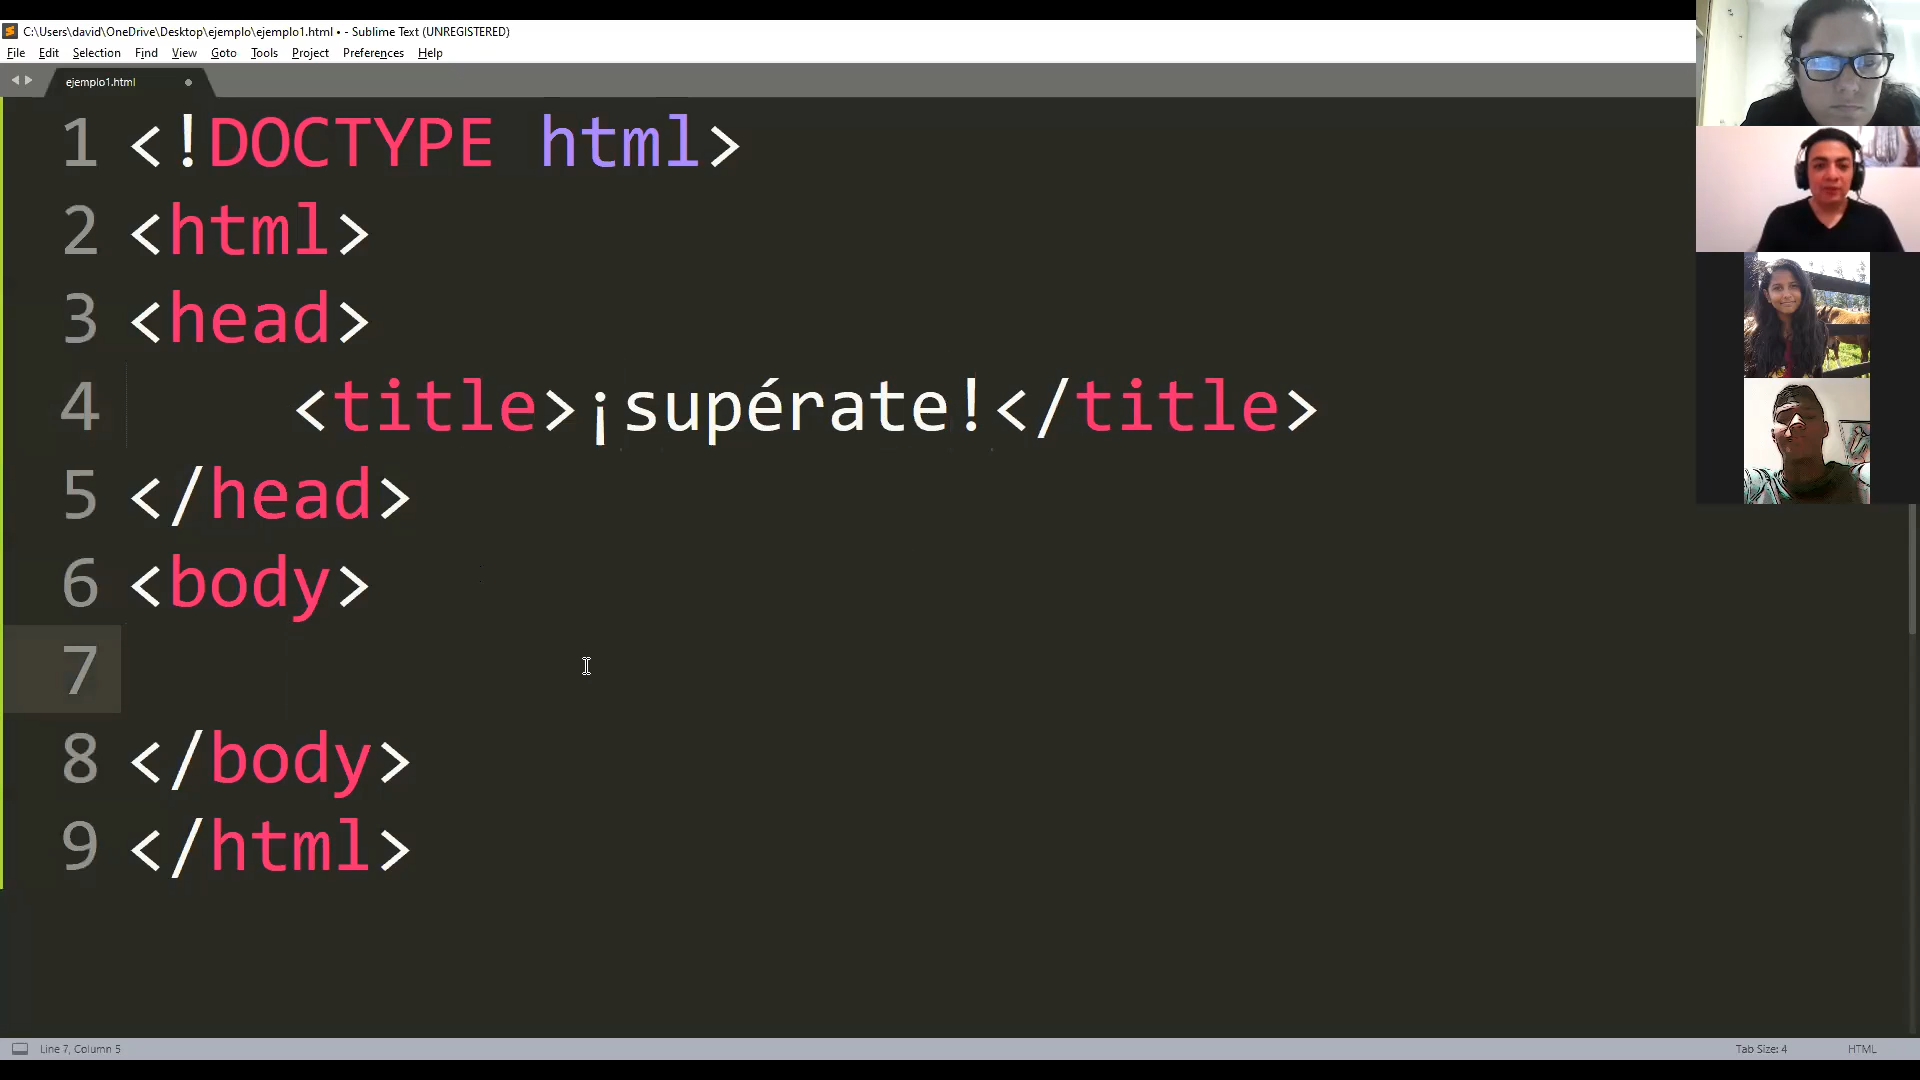 C:\Users\david\OneDrive\Desktop\ejemplo\ejemplo1.html • - Sublime Text (UNREGISTERED)
File Edit Selection Find View Goto Tools Project Preferences Help
ejemplo1.html
1 <!DOCTYPE html>
2 <html>
3 <head>
4 <title>¡supérate!</title>
5 </head>
6 <body>
7
8 </body>
9 </html>
Line 7, Column 5 Tab Size: 4 HTML